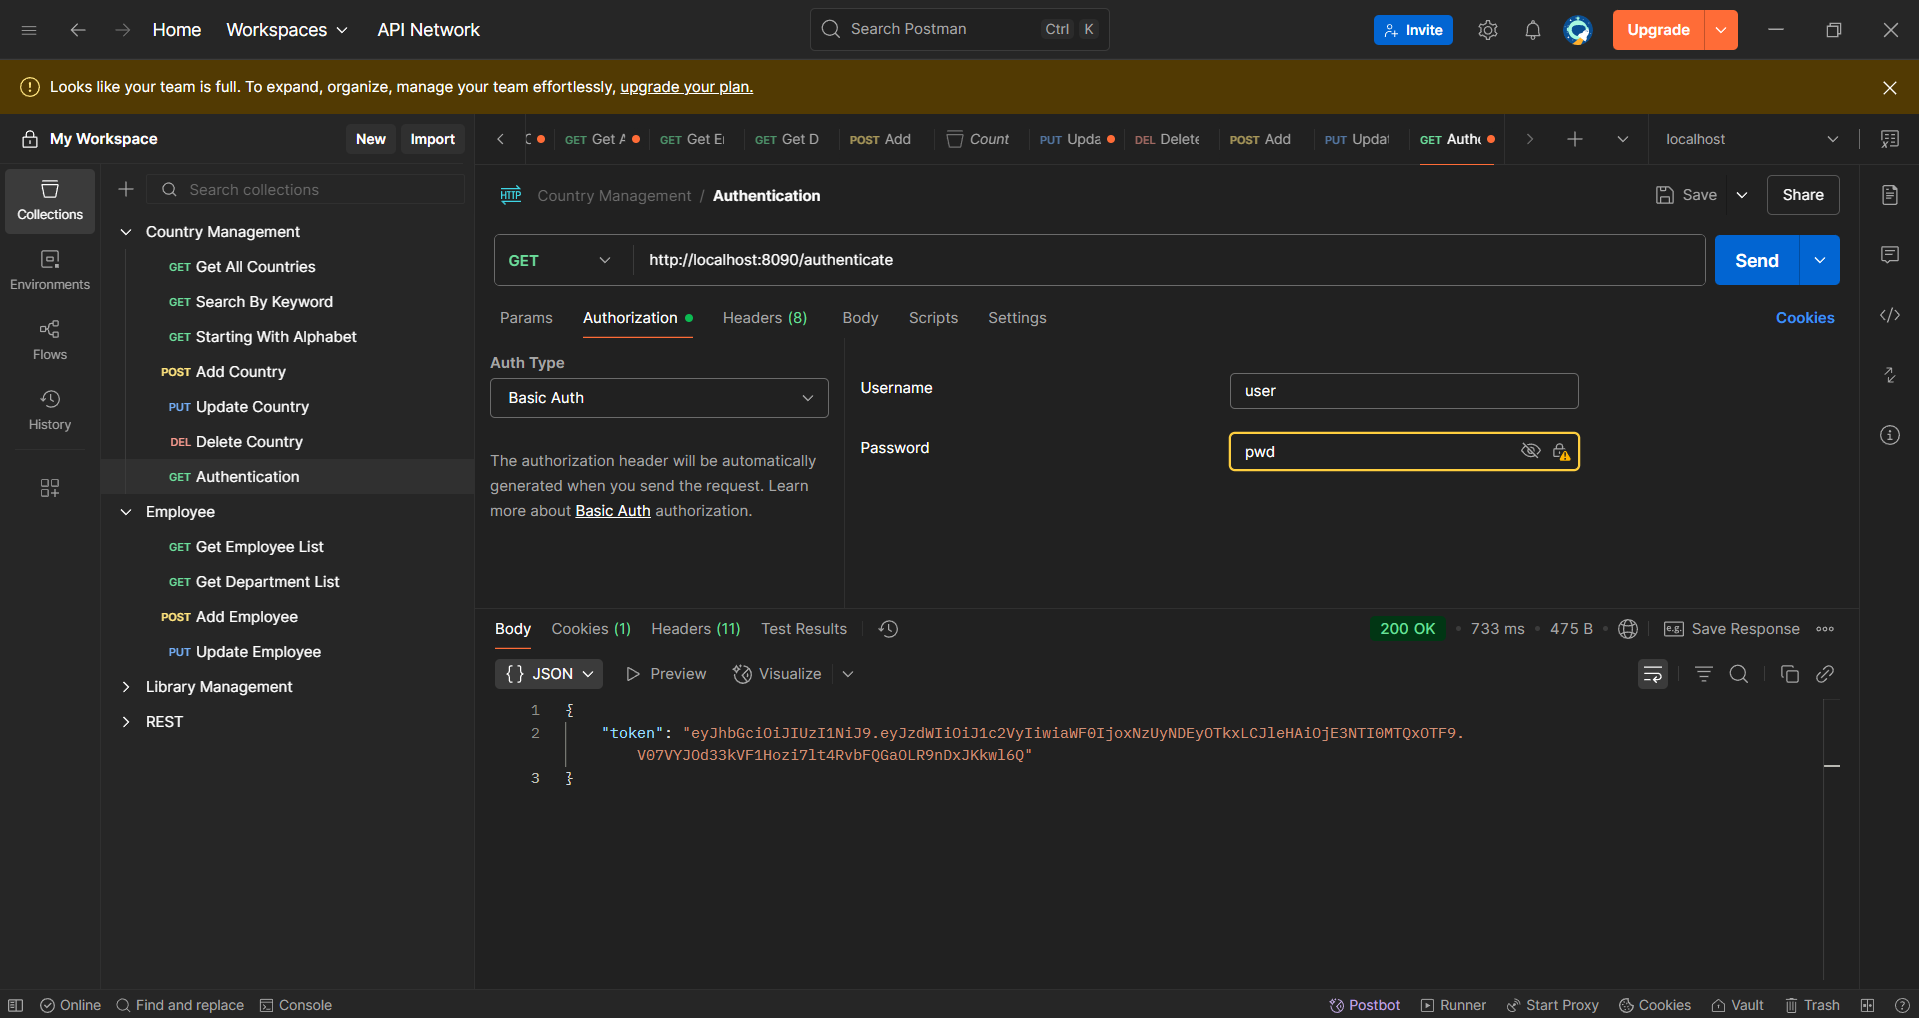 Home
Workspaces
API Network
Search Postman
Ctrl K
Invite
Upgrade
Looks like your team is full. To expand, organize, manage your team effortlessly, upgrade your plan.
My Workspace
New
Import
GET Get A
GET Get E
GET Get D
POST Add
Count
PUT Upda
DEL Delete
POST Add
PUT Updat
GET Auth
localhost
Collections
Environments
Flows
History
Search collections
Country Management
GET Get All Countries
GET Search By Keyword
GET Starting With Alphabet
POST Add Country
PUT Update Country
DEL Delete Country
GET Authentication
Employee
GET Get Employee List
GET Get Department List
POST Add Employee
PUT Update Employee
Library Management
REST
HTTP
Country Management / Authentication
Save
Share
GET
http://localhost:8090/authenticate
Send
Params
Authorization
Headers (8)
Body
Scripts
Settings
Cookies
Auth Type
Basic Auth
The authorization header will be automatically
generated when you send the request. Learn
more about Basic Auth authorization.
Username
user
Password
pwd
Body
Cookies (1)
Headers (11)
Test Results
200 OK
733 ms
475 B
e.g. Save Response
{} JSON
Preview
Visualize
1 {
2 "token": "eyJhbGciOiJIUzI1NiJ9.eyJzdWIiOiJ1c2VyIiwiaWF0IjoxNzUyNDEyOTkxLCJleHAiOjE3NTI0MTQxOTF9.
V07VYJOd33kVF1Hozi7lt4RvbFQGaOLR9nDxJKkwl6Q"
3 }
Online
Find and replace
Console
Postbot
Runner
Start Proxy
Cookies
Vault
Trash